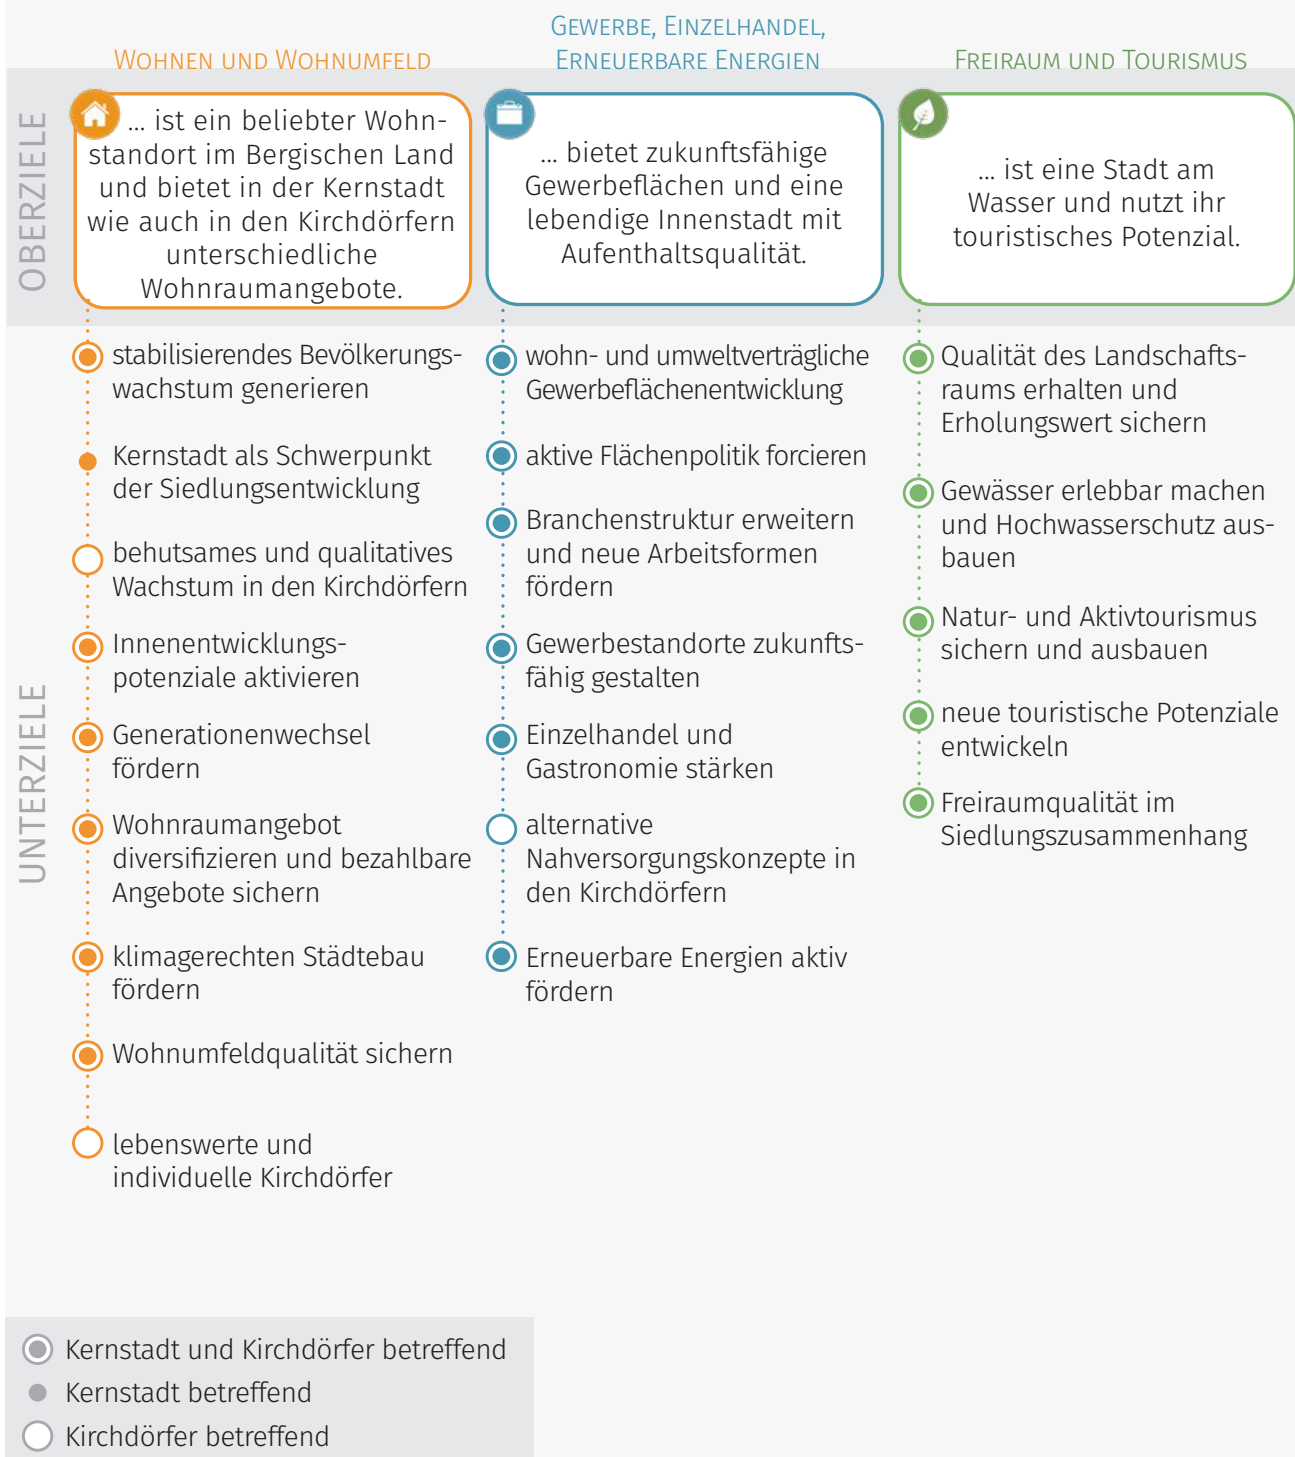 WOHNEN UND WOHNUMFELD
... ist ein beliebter Wohn-
standort im Bergischen Land
und bietet in der Kernstadt
wie auch in den Kirchdörfern
unterschiedliche
Wohnraumangebote.
GEWERBE, EINZELHANDEL,
ERNEUERBARE ENERGIEN
... bietet zukunftsfähige
Gewerbeflächen und eine
lebendige Innenstadt mit
Aufenthaltsqualität.
FREIRAUM UND TOURISMUS
... ist eine Stadt am
Wasser und nutzt ihr
touristisches Potenzial.
OBERZIELE
UNTERZIELE
stabilisierendes Bevölkerungs-
wachstum generieren
Kernstadt als Schwerpunkt
der Siedlungsentwicklung
behutsames und qualitatives
Wachstum in den Kirchdörfern
Innenentwicklungs-
potenziale aktivieren
Generationenwechsel
fördern
Wohnraumangebot
diversifizieren und bezahlbare
Angebote sichern
klimagerechten Städtebau
fördern
Wohnumfeldqualität sichern
lebenswerte und
individuelle Kirchdörfer
wohn- und umweltverträgliche
Gewerbeflächenentwicklung
aktive Flächenpolitik forcieren
Branchenstruktur erweitern
und neue Arbeitsformen
fördern
Gewerbestandorte zukunfts-
fähig gestalten
Einzelhandel und
Gastronomie stärken
alternative
Nahversorgungskonzepte in
den Kirchdörfern
Erneuerbare Energien aktiv
fördern
Qualität des Landschafts-
raums erhalten und
Erholungswert sichern
Gewässer erlebbar machen
und Hochwasserschutz aus-
bauen
Natur- und Aktivtourismus
sichern und ausbauen
neue touristische Potenziale
entwickeln
Freiraumqualität im
Siedlungszusammenhang
Kernstadt und Kirchdörfer betreffend
Kernstadt betreffend
Kirchdörfer betreffend